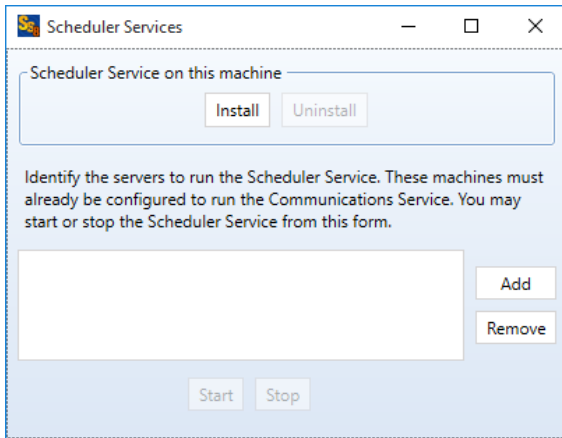 Scheduler Services
Scheduler Service on this machine
Install Uninstall
Identify the servers to run the Scheduler Service. These machines must
already be configured to run the Communications Service. You may
start or stop the Scheduler Service from this form.
Add
Remove
Start Stop